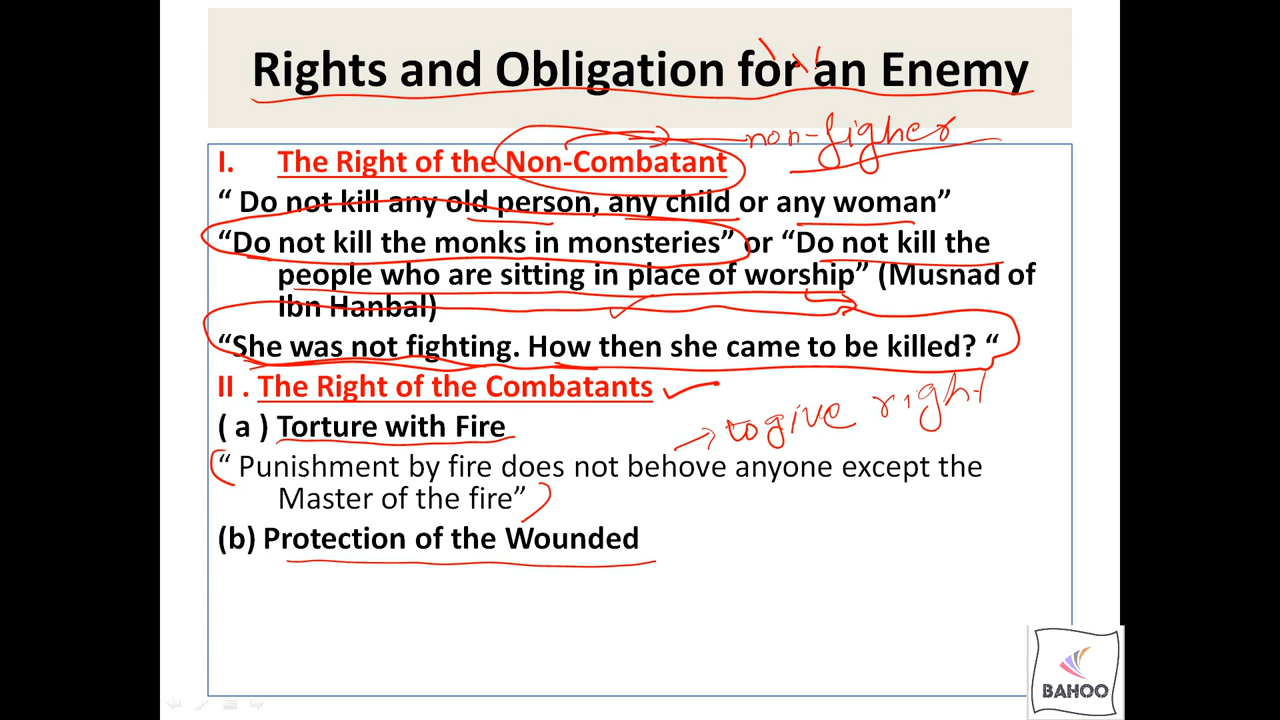 Rights and Obligation for an Enemy
non-figher
I. The Right of the Non-Combatant
“ Do not kill any old person, any child or any woman”
“Do not kill the monks in monsteries” or “Do not kill the
people who are sitting in place of worship” (Musnad of
Ibn Hanbal)
“She was not fighting. How then she came to be killed? “
II . The Right of the Combatants
( a ) Torture with Fire
→ to give right
“ Punishment by fire does not behove anyone except the
Master of the fire”
(b) Protection of the Wounded
BAHOO